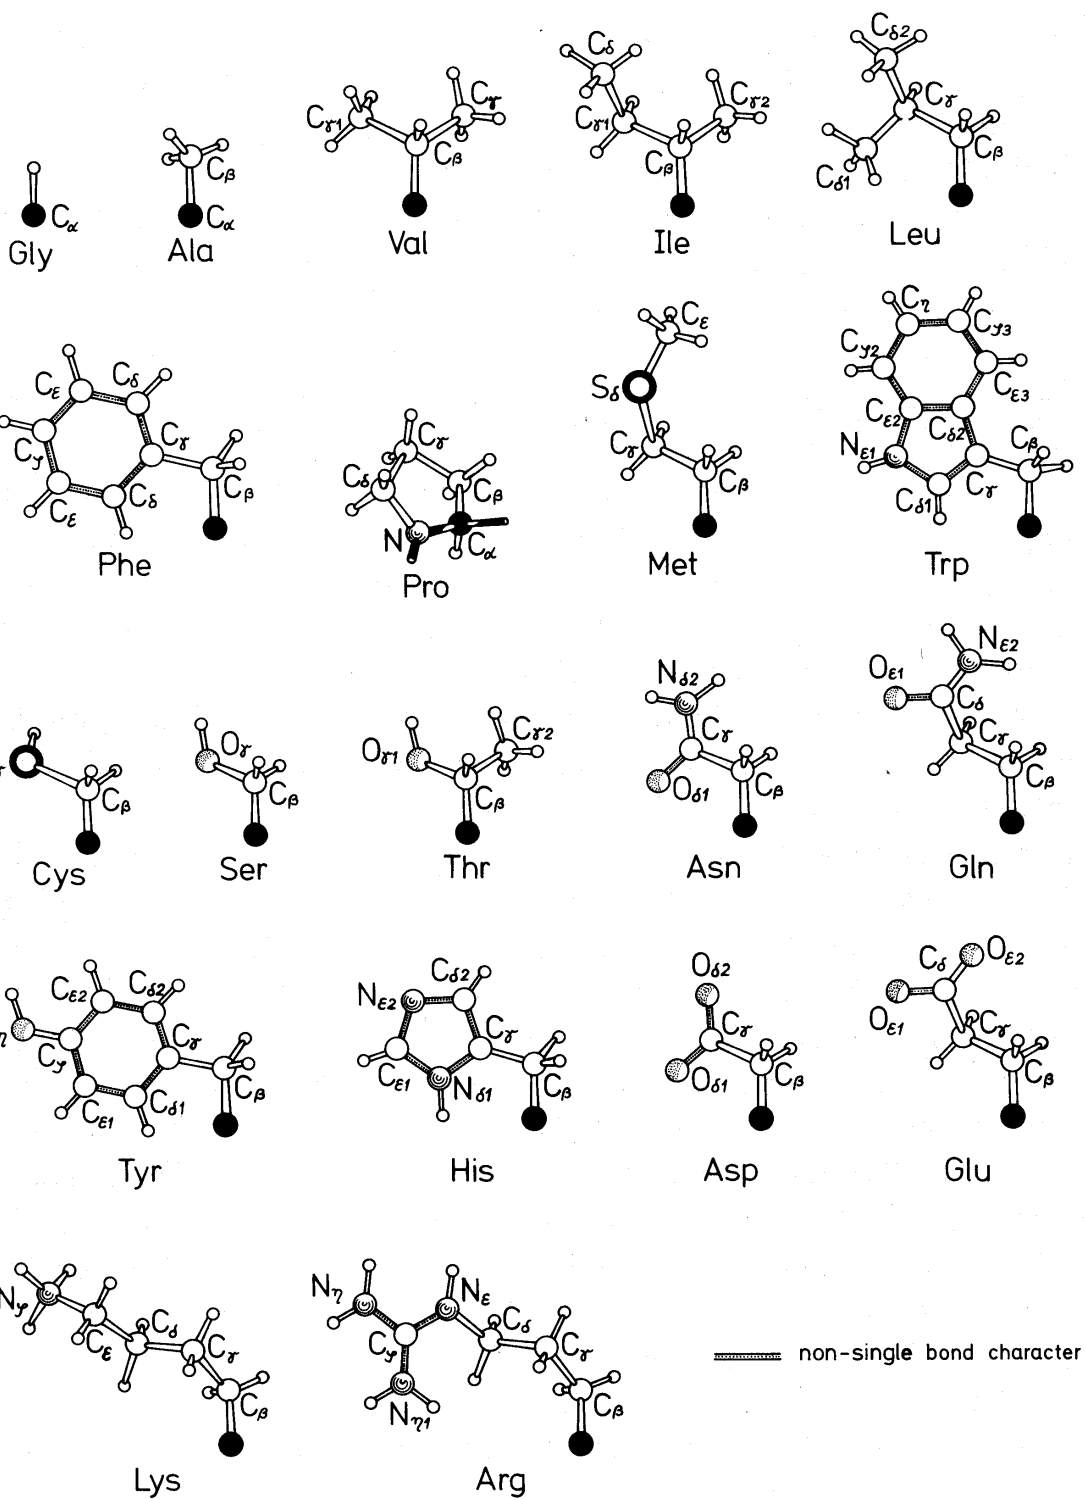 Cγ1 Cγ Cβ
Cδ Cγ1 Cγ2 Cβ
Cδ2 Cγ Cβ Cδ1
Cα
Cβ Cα
Gly Ala Val Ile Leu
Cε Cδ Cγ Cζ Cε Cδ Cβ
Cγ Cδ Cβ N Cα
Cε Sδ Cγ Cβ
Cη Cζ3 Cζ2 Cε3 Cε2 Cδ2 Cβ Nε1 Cδ1 Cγ
Phe Pro Met Trp
γ Cβ
Oγ Cβ
Oγ1 Cγ2 Cβ
Nδ2 Cγ Oδ1 Cβ
Nε2 Oε1 Cδ Cγ Cβ
Cys Ser Thr Asn Gln
Cε2 Cδ2 η Cζ Cγ Cε1 Cδ1 Cβ
Cδ2 Nε2 Cγ Cε1 Nδ1 Cβ
Oδ2 Cγ Oδ1 Cβ
Cδ Oε2 Oε1 Cγ Cβ
Tyr His Asp Glu
Nζ Cε Cδ Cγ Cβ
Nη Nε Cζ Cδ Cγ Nη1 Cβ
non-single bond character
Lys Arg